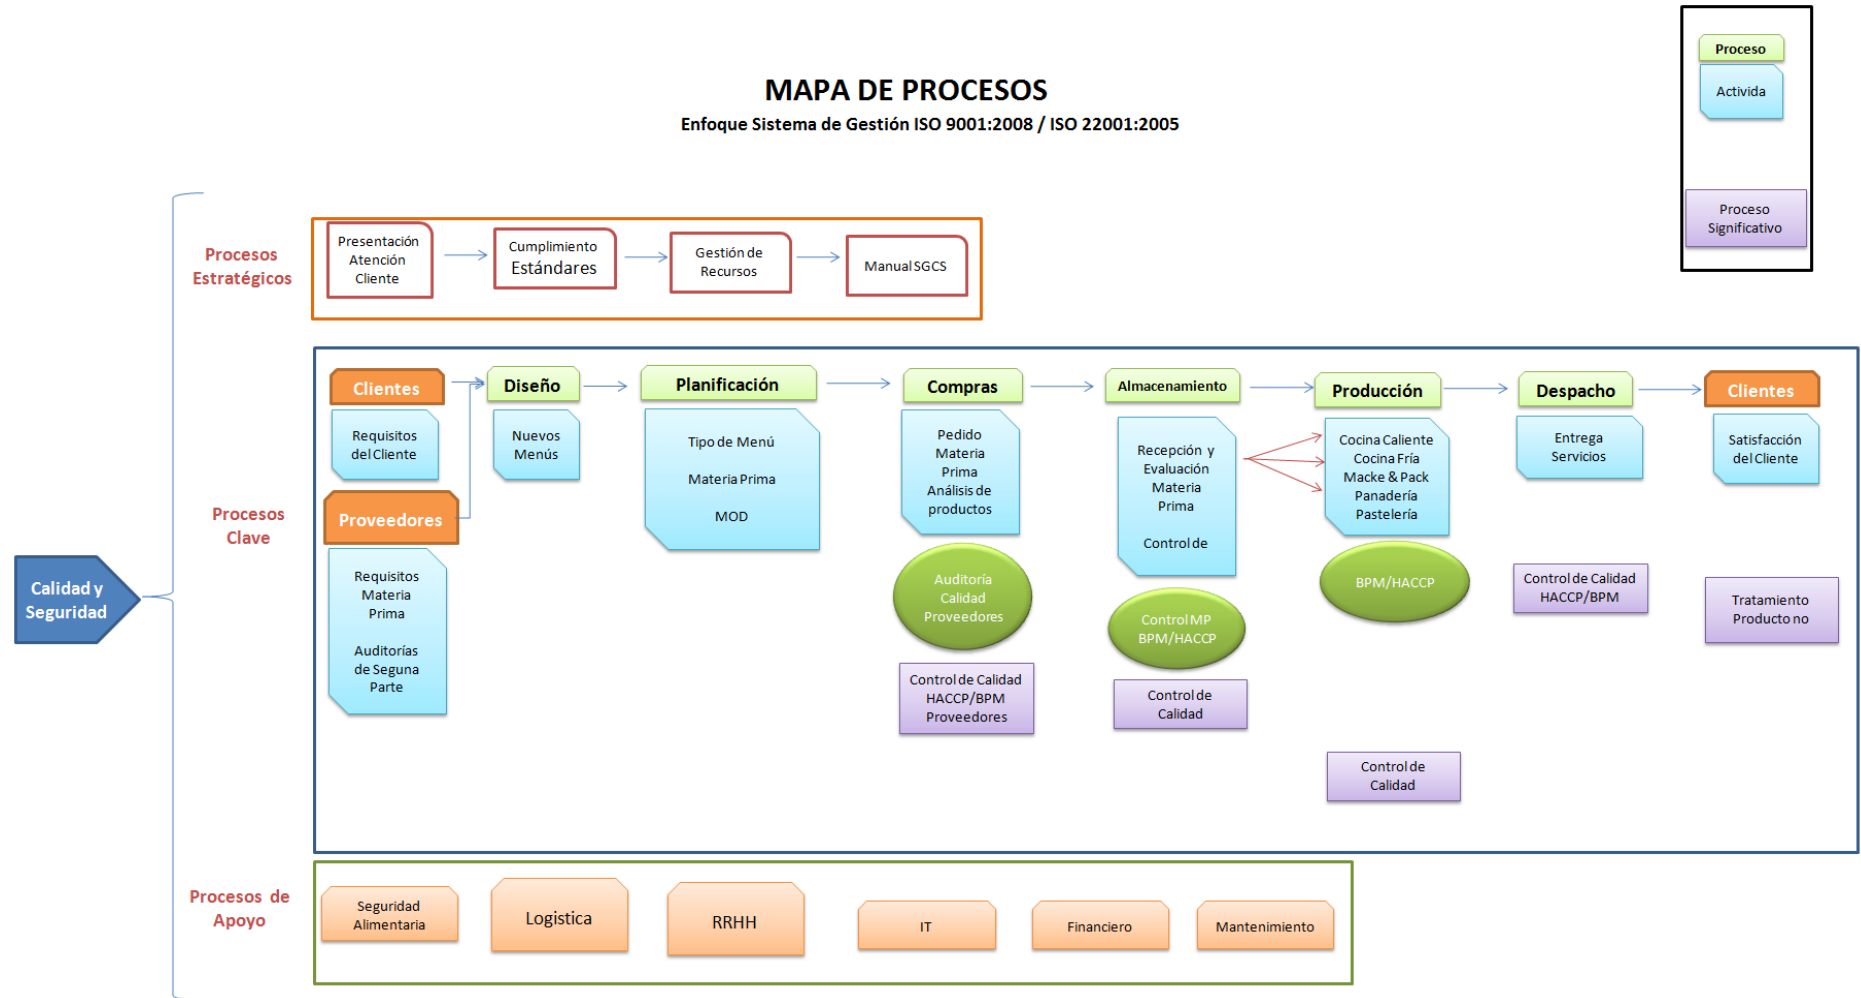 MAPA DE PROCESOS
Enfoque Sistema de Gestión ISO 9001:2008 / ISO 22001:2005
Proceso
Activida
Proceso
Significativo
Calidad y
Seguridad
Procesos
Estratégicos
Presentación
Atención
Cliente
Cumplimiento
Estándares
Gestión de
Recursos
Manual SGCS
Procesos
Clave
Clientes
Requisitos
del Cliente
Proveedores
Requisitos
Materia
Prima
Auditorías
de Seguna
Parte
Diseño
Nuevos
Menús
Planificación
Tipo de Menú
Materia Prima
MOD
Compras
Pedido
Materia
Prima
Análisis de
productos
Auditoría
Calidad
Proveedores
Control de Calidad
HACCP/BPM
Proveedores
Almacenamiento
Recepción y
Evaluación
Materia
Prima
Control de
Control MP
BPM/HACCP
Control de
Calidad
Producción
Cocina Caliente
Cocina Fría
Macke & Pack
Panadería
Pastelería
BPM/HACCP
Control de
Calidad
Despacho
Entrega
Servicios
Control de Calidad
HACCP/BPM
Clientes
Satisfacción
del Cliente
Tratamiento
Producto no
Procesos de
Apoyo
Seguridad
Alimentaria
Logistica
RRHH
IT
Financiero
Mantenimiento